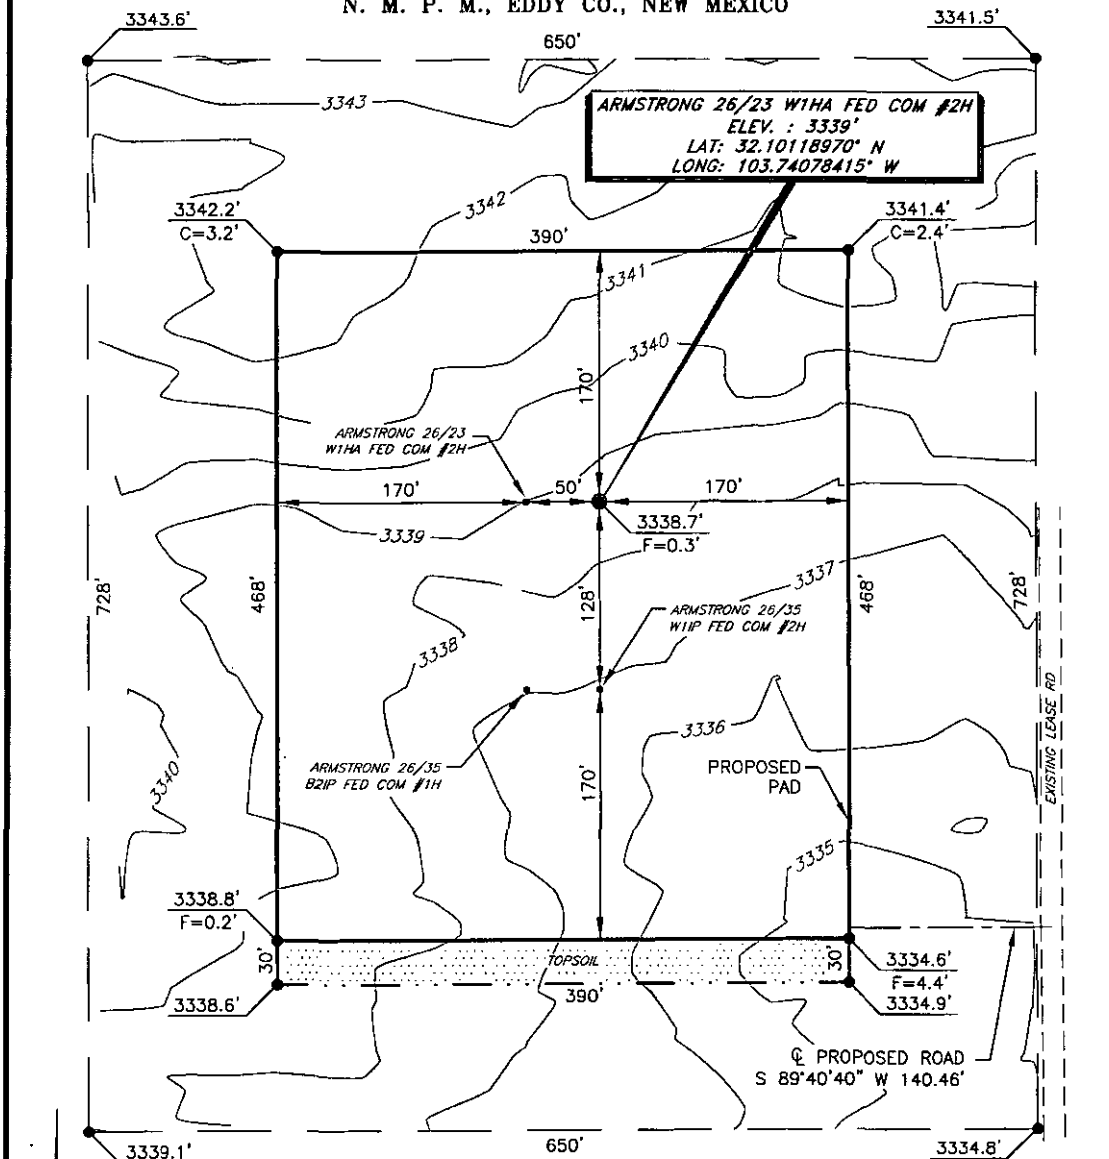 N. M. P. M., EDDY CO., NEW MEXICO
3343.6'
3341.5'
650'
3343
ARMSTRONG 26/23 W1HA FED COM #2H
ELEV. : 3339'
LAT: 32.10118970° N
LONG: 103.74078415° W
3342
3342.2'
C=3.2'
390'
3341.4'
C=2.4'
3341
3340
170'
ARMSTRONG 26/23
W1HA FED COM #2H
170'
50'
170'
3339
3338.7'
F=0.3'
3337
728'
468'
128'
468'
728'
ARMSTRONG 26/35
W1IP FED COM #2H
3338
3336
EXISTING LEASE RD
3340
ARMSTRONG 26/35
B2IP FED COM #1H
170'
PROPOSED
PAD
3335
3338.8'
F=0.2'
30'
TOPSOIL
30'
3334.6'
F=4.4'
3338.6'
390'
3334.9'
℄ PROPOSED ROAD
S 89°40'40" W 140.46'
3339.1'
650'
3334.8'